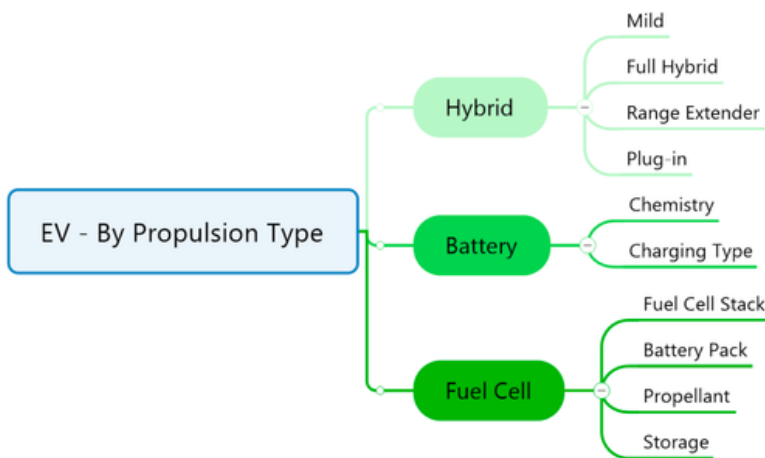 EV - By Propulsion Type
Hybrid
Mild
Full Hybrid
Range Extender
Plug-in
Battery
Chemistry
Charging Type
Fuel Cell
Fuel Cell Stack
Battery Pack
Propellant
Storage